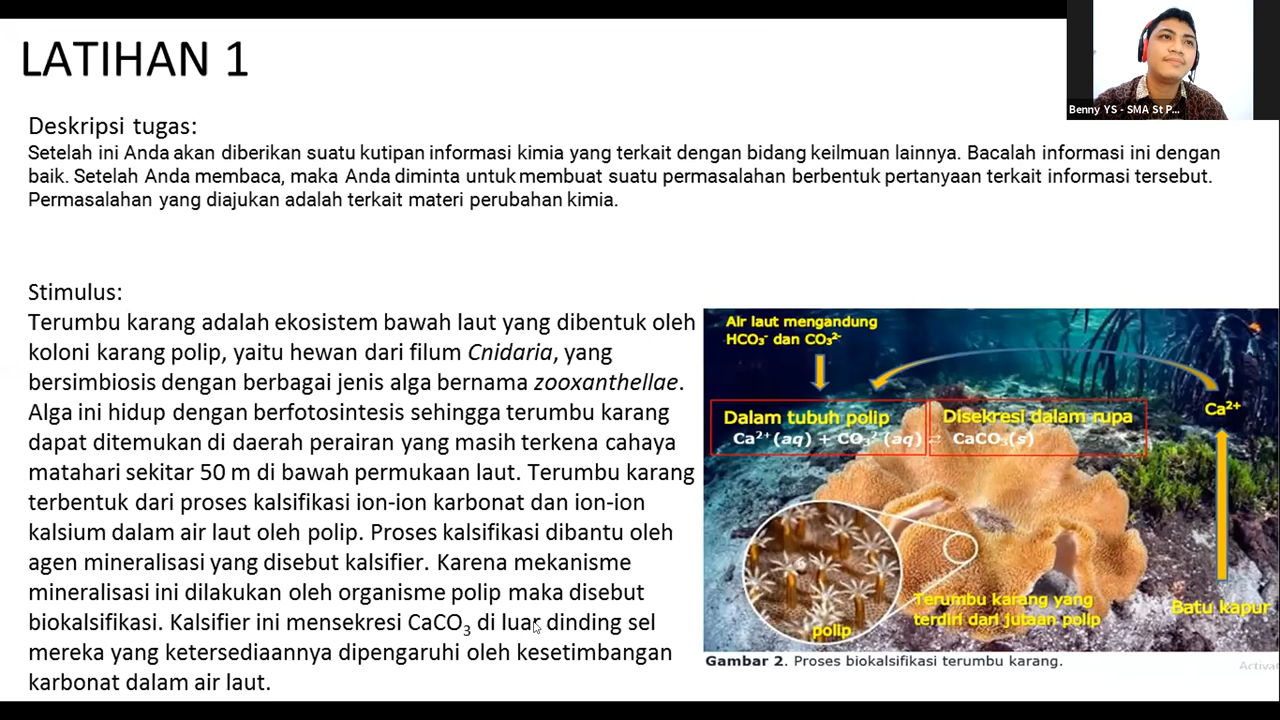 LATIHAN 1
Benny YS - SMA St P...
Deskripsi tugas:
Setelah ini Anda akan diberikan suatu kutipan informasi kimia yang terkait dengan bidang keilmuan lainnya. Bacalah informasi ini dengan
baik. Setelah Anda membaca, maka Anda diminta untuk membuat suatu permasalahan berbentuk pertanyaan terkait informasi tersebut.
Permasalahan yang diajukan adalah terkait materi perubahan kimia.
Stimulus:
Terumbu karang adalah ekosistem bawah laut yang dibentuk oleh
koloni karang polip, yaitu hewan dari filum Cnidaria, yang
bersimbiosis dengan berbagai jenis alga bernama zooxanthellae.
Alga ini hidup dengan berfotosintesis sehingga terumbu karang
dapat ditemukan di daerah perairan yang masih terkena cahaya
matahari sekitar 50 m di bawah permukaan laut. Terumbu karang
terbentuk dari proses kalsifikasi ion-ion karbonat dan ion-ion
kalsium dalam air laut oleh polip. Proses kalsifikasi dibantu oleh
agen mineralisasi yang disebut kalsifier. Karena mekanisme
mineralisasi ini dilakukan oleh organisme polip maka disebut
biokalsifikasi. Kalsifier ini mensekresi CaCO₃ di luar dinding sel
mereka yang ketersediaannya dipengaruhi oleh kesetimbangan
karbonat dalam air laut.
Air laut mengandung
HCO₃⁻ dan CO₃²⁻
Ca²⁺
Dalam tubuh polip
Ca²⁺(aq) + CO₃²⁻(aq) ⇌
Disekresi dalam rupa
CaCO₃(s)
Terumbu karang yang
terdiri dari jutaan polip
polip
Batu kapur
Gambar 2. Proses biokalsifikasi terumbu karang.
Activat